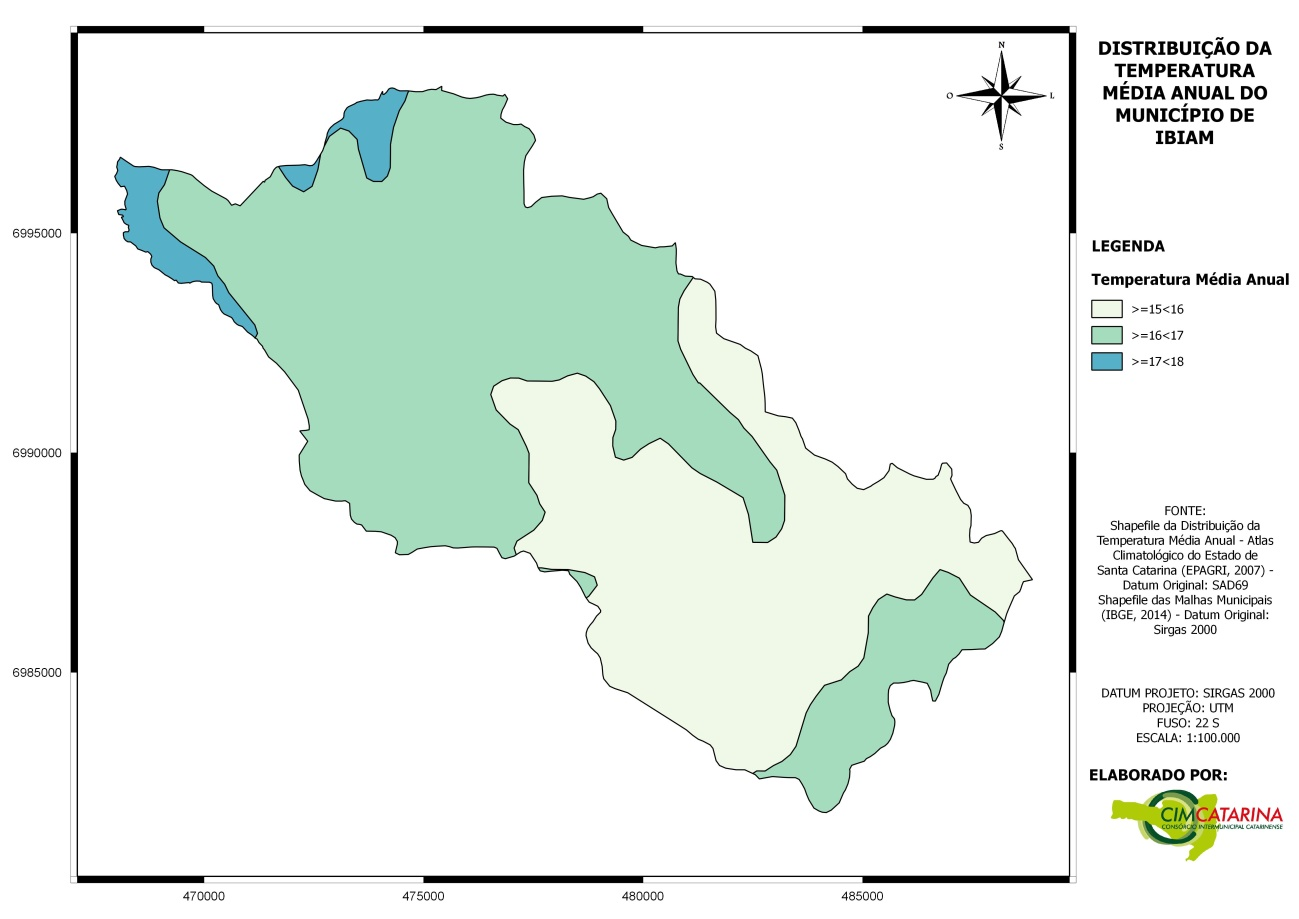 DISTRIBUIÇÃO DA
TEMPERATURA
MÉDIA ANUAL DO
MUNICÍPIO DE
IBIAM
N
O
L
S
6995000
6990000
6985000
470000
475000
480000
485000
LEGENDA
Temperatura Média Anual
>=15<16
>=16<17
>=17<18
FONTE:
Shapefile da Distribuição da
Temperatura Média Anual - Atlas
Climatológico do Estado de
Santa Catarina (EPAGRI, 2007) -
Datum Original: SAD69
Shapefile das Malhas Municipais
(IBGE, 2014) - Datum Original:
Sirgas 2000
DATUM PROJETO: SIRGAS 2000
PROJEÇÃO: UTM
FUSO: 22 S
ESCALA: 1:100.000
ELABORADO POR:
CIMCATARINA
CONSÓRCIO INTERMUNICIPAL CATARINENSE